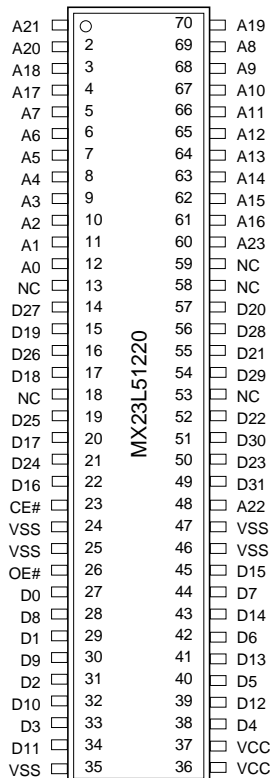 A21 70 A19
A20 2 69 A8
A18 3 68 A9
A17 4 67 A10
A7 5 66 A11
A6 6 65 A12
A5 7 64 A13
A4 8 63 A14
A3 9 62 A15
A2 10 61 A16
A1 11 60 A23
A0 12 59 NC
NC 13 58 NC
D27 14 57 D20
D19 15 56 D28
D26 16 55 D21
D18 17 54 D29
NC 18 53 NC
D25 19 52 D22
D17 20 51 D30
D24 21 50 D23
D16 22 49 D31
CE# 23 48 A22
VSS 24 47 VSS
VSS 25 46 VSS
OE# 26 45 D15
D0 27 44 D7
D8 28 43 D14
D1 29 42 D6
D9 30 41 D13
D2 31 40 D5
D10 32 39 D12
D3 33 38 D4
D11 34 37 VCC
VSS 35 36 VCC
MX23L51220